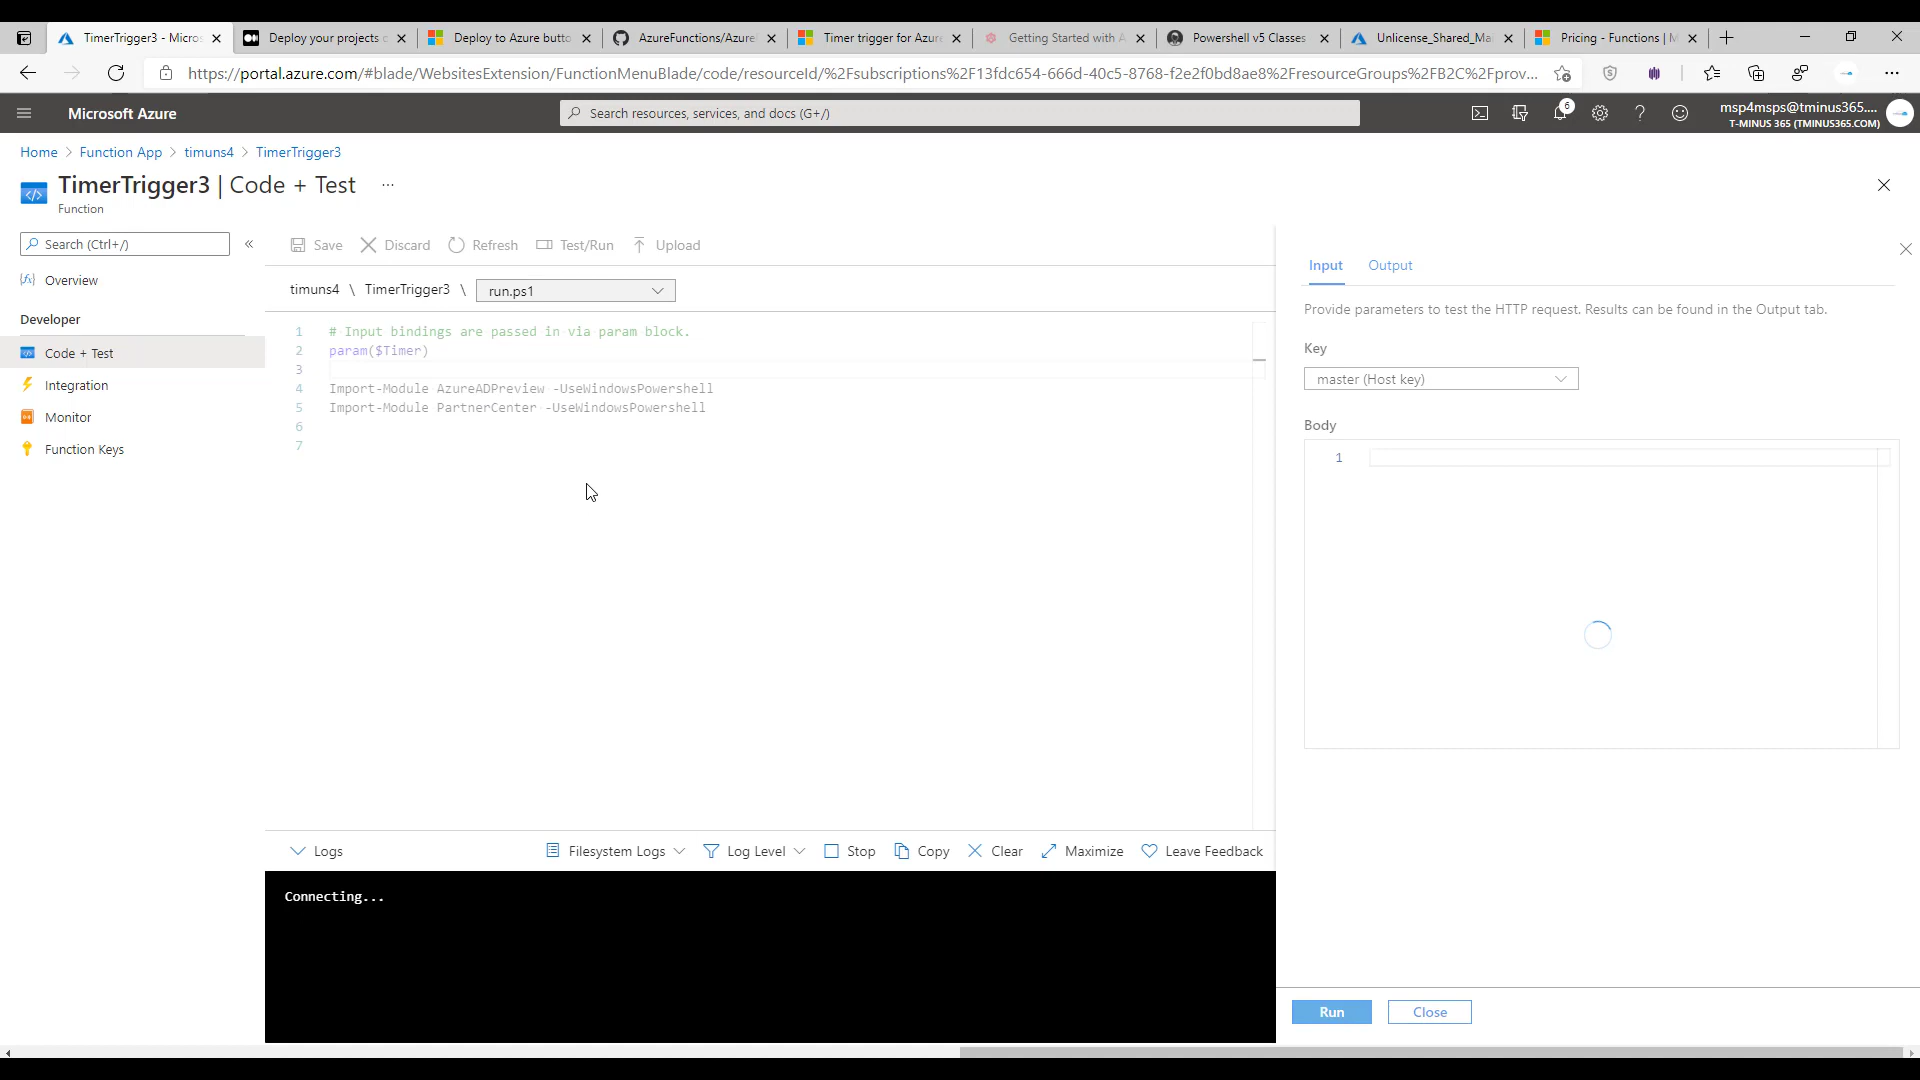 TimerTrigger3 - Micros
Deploy your projects
Deploy to Azure butto
AzureFunctions/Azure
Timer trigger for Azur
Getting Started with A
Powershell v5 Classes
Unlicense_Shared_Ma
Pricing - Functions | M
https://portal.azure.com/#blade/WebsitesExtension/FunctionMenuBlade/code/resourceId/%2Fsubscriptions%2F13fdc654-666d-40c5-8768-f2e2f0bd8ae8%2FresourceGroups%2FB2C%2Fprov...
Microsoft Azure
Search resources, services, and docs (G+/)
6
msp4msps@tminus365....
T-MINUS 365 (TMINUS365.COM)
Home > Function App > timuns4 > TimerTrigger3
TimerTrigger3 | Code + Test ...
Function
Search (Ctrl+/)
«
Overview
Developer
Code + Test
Integration
Monitor
Function Keys
Save
Discard
Refresh
Test/Run
Upload
timuns4 \ TimerTrigger3 \ run.ps1
1 # Input bindings are passed in via param block.
2 param($Timer)
3
4 Import-Module AzureADPreview -UseWindowsPowershell
5 Import-Module PartnerCenter -UseWindowsPowershell
6
7
Logs
Filesystem Logs
Log Level
Stop
Copy
Clear
Maximize
Leave Feedback
Connecting...
Input
Output
Provide parameters to test the HTTP request. Results can be found in the Output tab.
Key
master (Host key)
Body
1
Run
Close